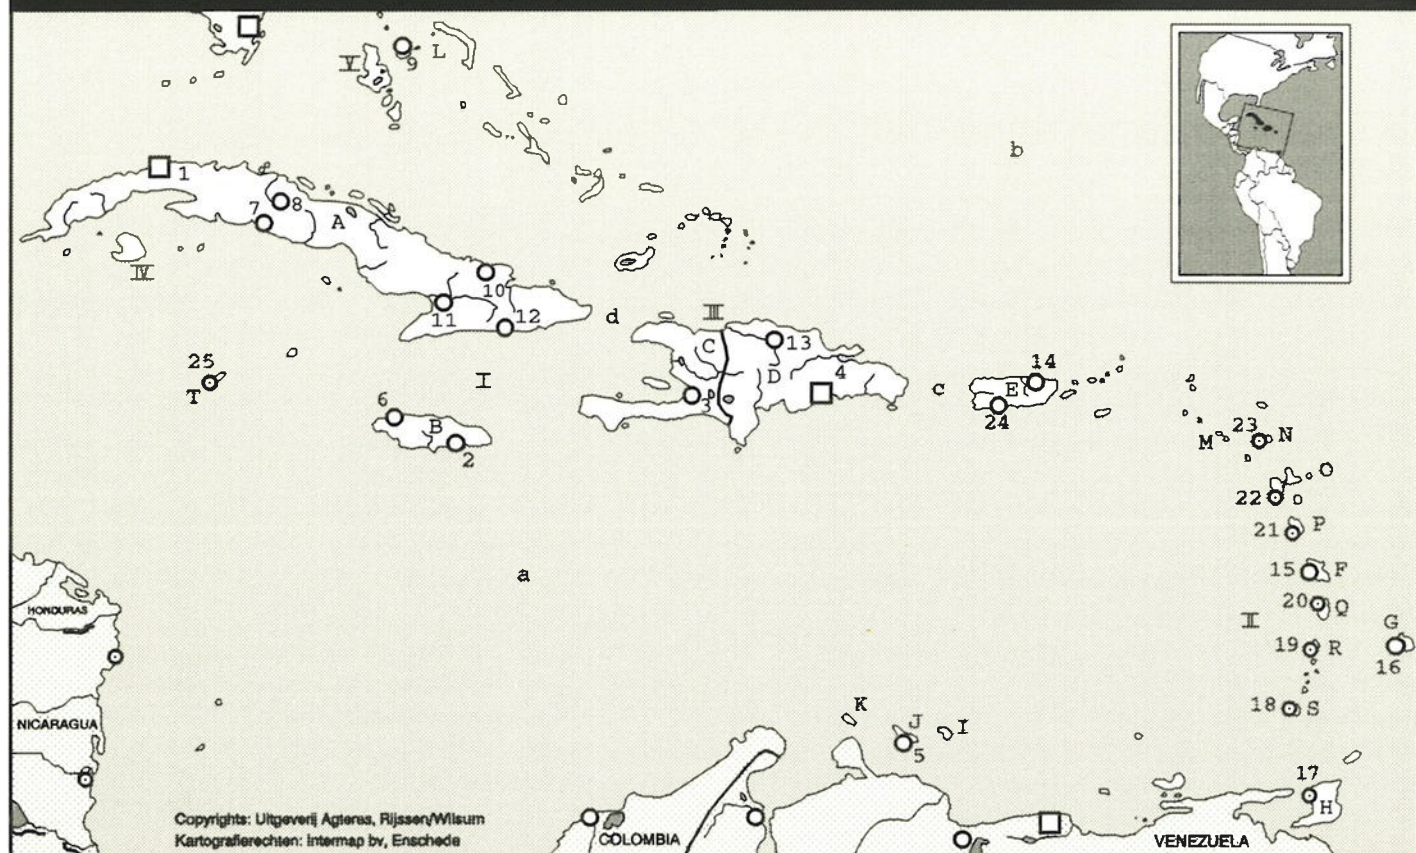 V
9
L
b
1
7
8
A
IV
10
11
12
d
III
C
13
D
4
3
c
14
E
24
25
T
I
6
B
2
M
23
N
22
21
P
15
F
20
Q
II
19
R
G
16
18
S
a
HONDURAS
NICARAGUA
K
J
5
I
17
H
Copyrights: Uitgeverij Agteres, Rijssen/Wilsum
Kartografierechten: Intermap bv, Enschede
COLOMBIA
VENEZUELA